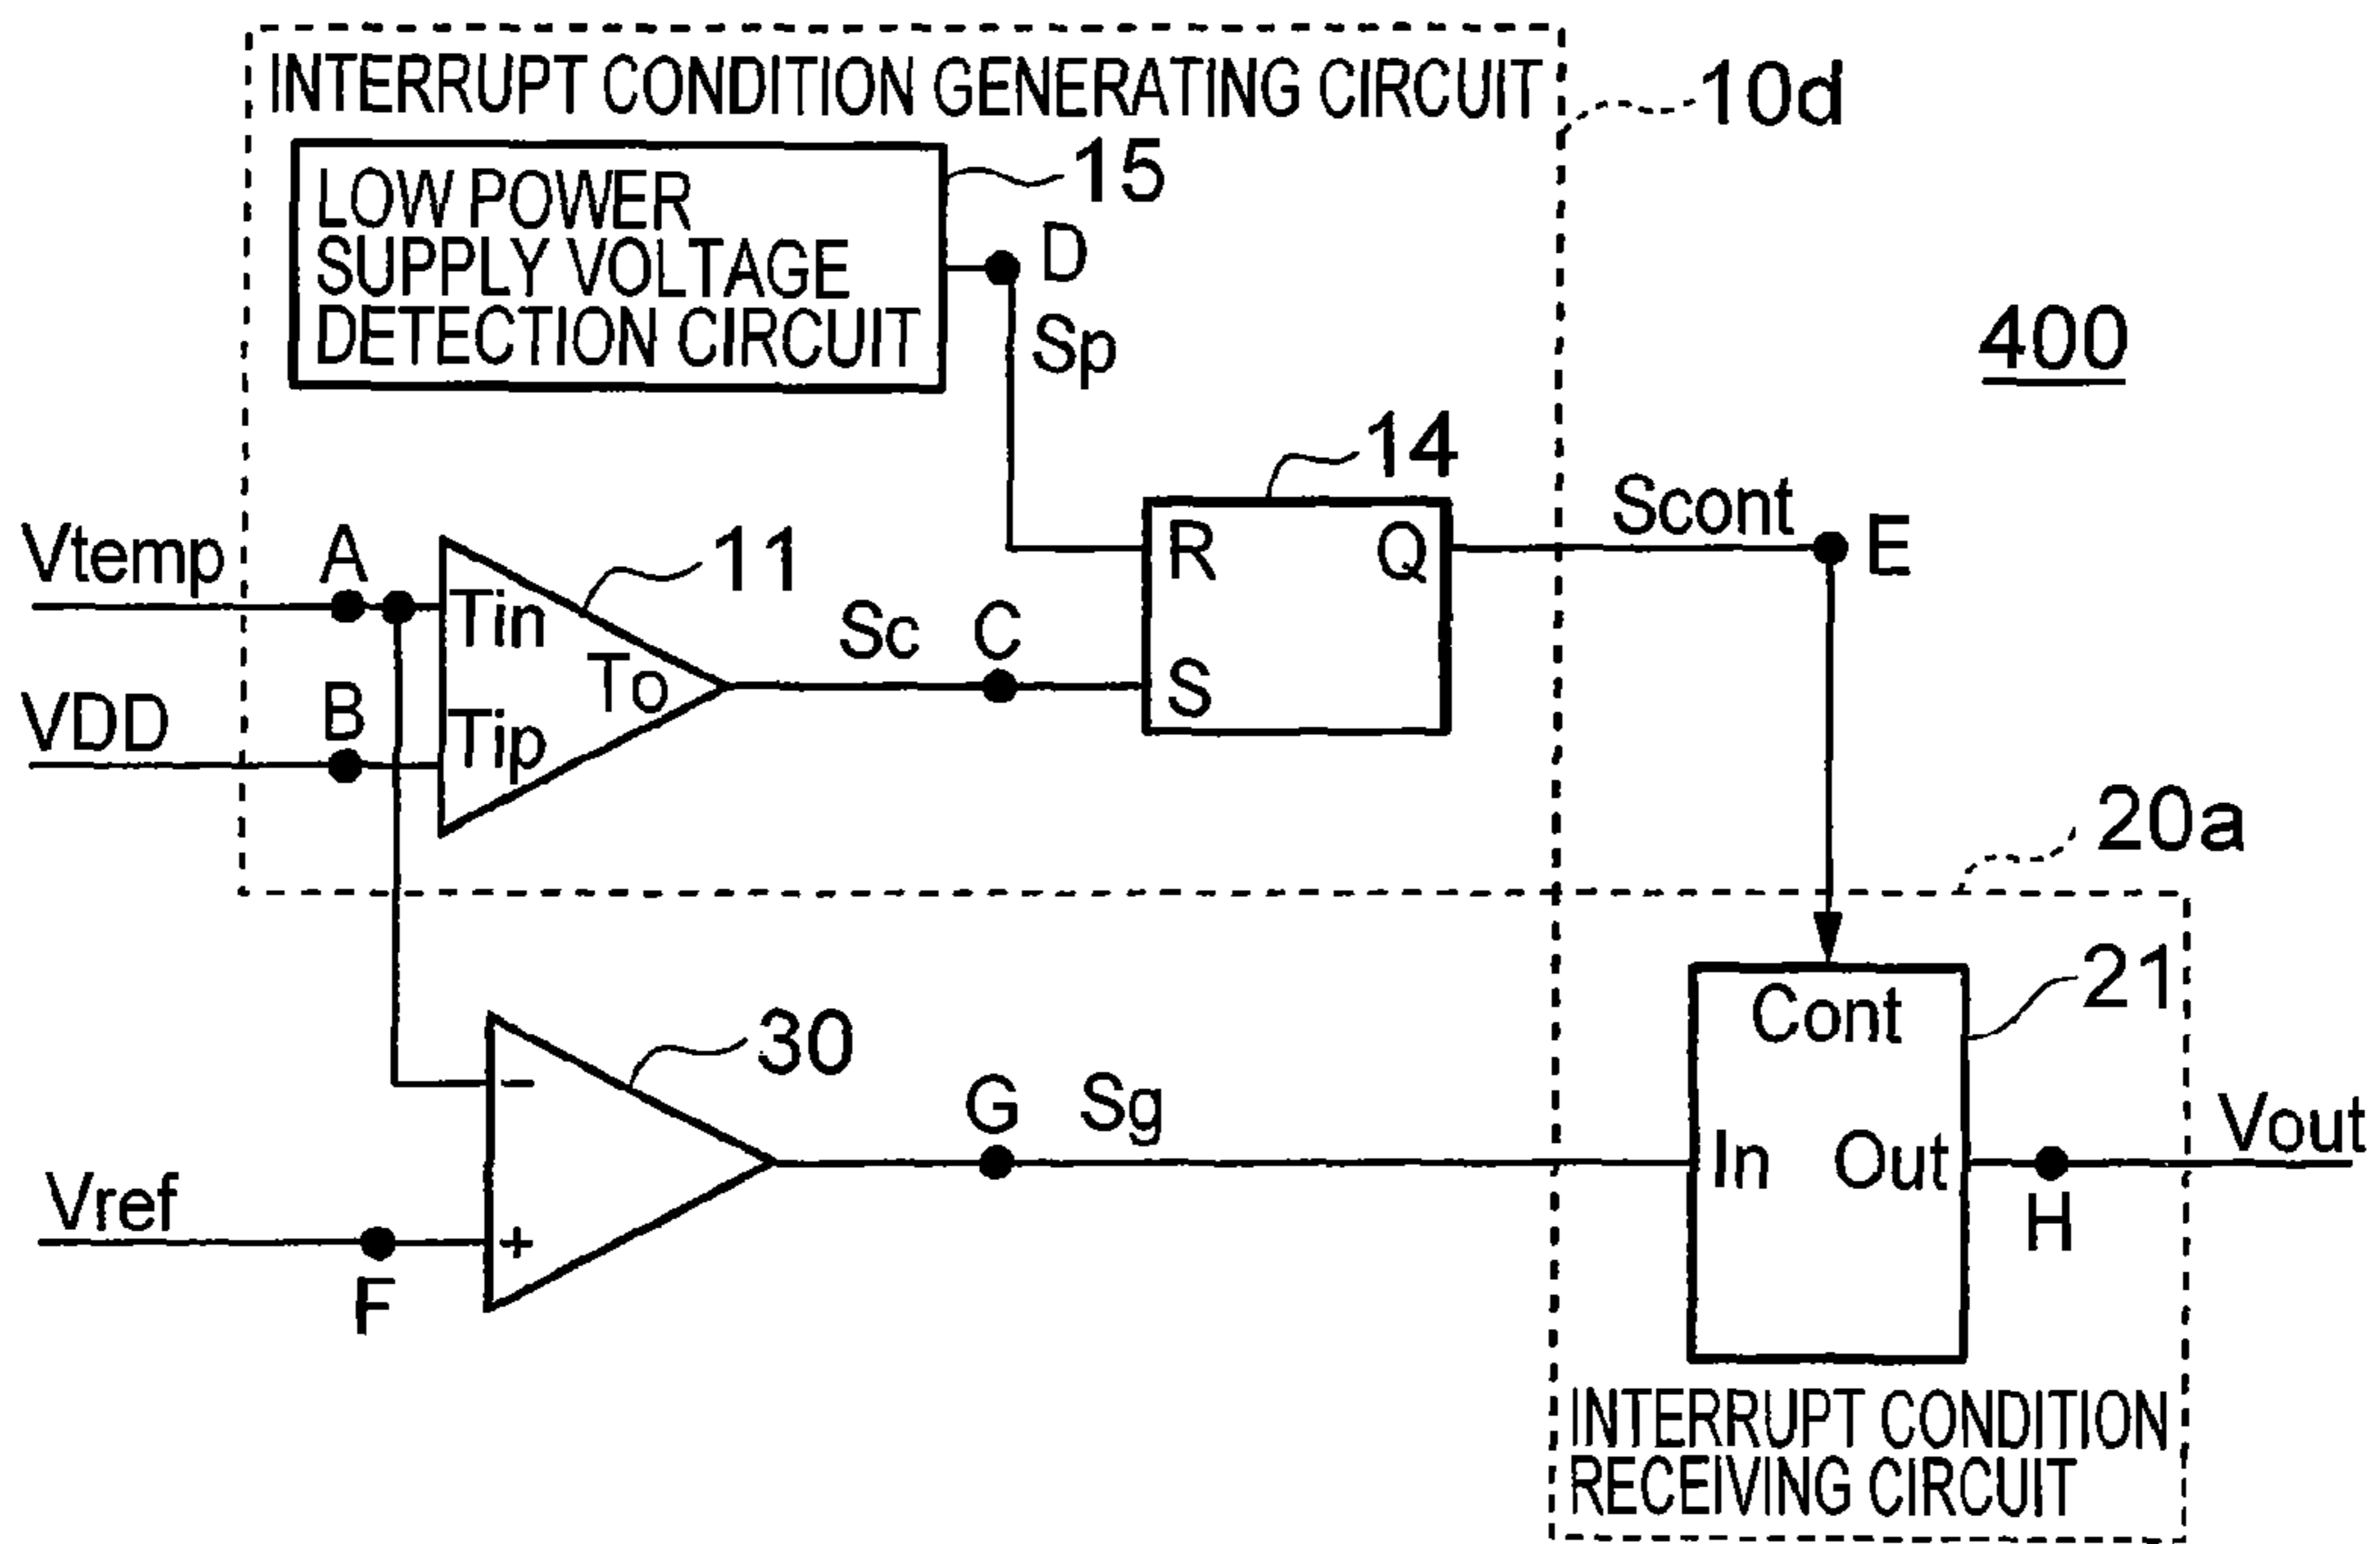 INTERRUPT CONDITION GENERATING CIRCUIT
10d
LOW POWER
SUPPLY VOLTAGE
DETECTION CIRCUIT
15
D
Sp
400
14
Vtemp
A
Tin
11
To
Sc
C
R
Q
S
Scont
E
VDD
B
Tip
20a
Cont
21
30
−
G
Sg
In
Out
Vout
H
Vref
F
+
INTERRUPT CONDITION
RECEIVING CIRCUIT